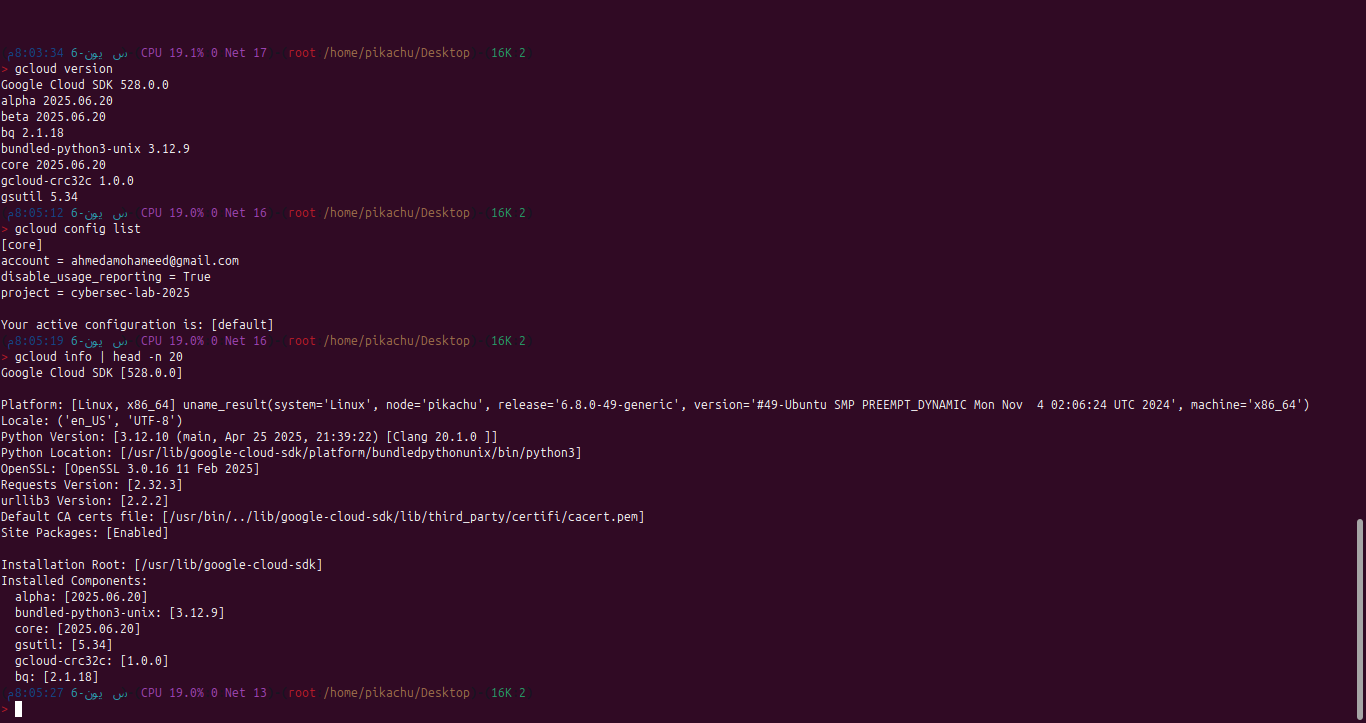 8:03:34م 6-يون س CPU 19.1% 0 Net 17 root /home/pikachu/Desktop 16K 2
> gcloud version
Google Cloud SDK 528.0.0
alpha 2025.06.20
beta 2025.06.20
bq 2.1.18
bundled-python3-unix 3.12.9
core 2025.06.20
gcloud-crc32c 1.0.0
gsutil 5.34
8:05:12م 6-يون س CPU 19.0% 0 Net 16 root /home/pikachu/Desktop 16K 2
> gcloud config list
[core]
account = ahmedamohameed@gmail.com
disable_usage_reporting = True
project = cybersec-lab-2025
Your active configuration is: [default]
8:05:19م 6-يون س CPU 19.0% 0 Net 16 root /home/pikachu/Desktop 16K 2
> gcloud info | head -n 20
Google Cloud SDK [528.0.0]
Platform: [Linux, x86_64] uname_result(system='Linux', node='pikachu', release='6.8.0-49-generic', version='#49-Ubuntu SMP PREEMPT_DYNAMIC Mon Nov  4 02:06:24 UTC 2024', machine='x86_64')
Locale: ('en_US', 'UTF-8')
Python Version: [3.12.10 (main, Apr 25 2025, 21:39:22) [Clang 20.1.0 ]]
Python Location: [/usr/lib/google-cloud-sdk/platform/bundledpythonunix/bin/python3]
OpenSSL: [OpenSSL 3.0.16 11 Feb 2025]
Requests Version: [2.32.3]
urllib3 Version: [2.2.2]
Default CA certs file: [/usr/bin/../lib/google-cloud-sdk/lib/third_party/certifi/cacert.pem]
Site Packages: [Enabled]
Installation Root: [/usr/lib/google-cloud-sdk]
Installed Components:
  alpha: [2025.06.20]
  bundled-python3-unix: [3.12.9]
  core: [2025.06.20]
  gsutil: [5.34]
  gcloud-crc32c: [1.0.0]
  bq: [2.1.18]
8:05:27م 6-يون س CPU 19.0% 0 Net 13 root /home/pikachu/Desktop 16K 2
>